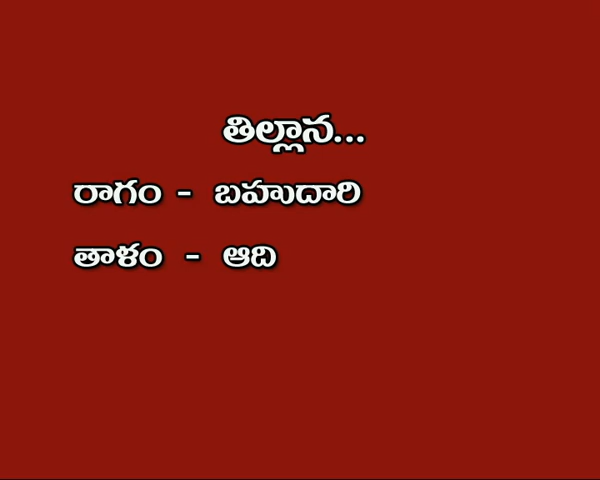 తిల్లాన...
రాగం - బహుదారి
తాళం - ఆది